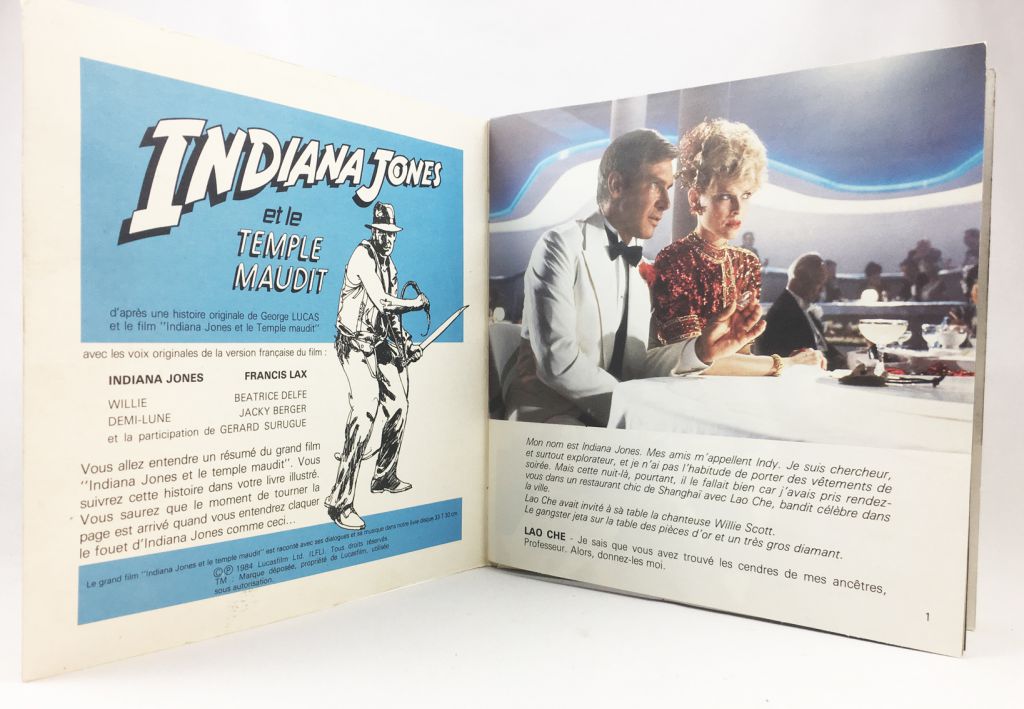 INDIANA JONES
et le
TEMPLE
MAUDIT
d'après une histoire originale de George LUCAS
et le film "Indiana Jones et le Temple maudit"
avec les voix originales de la version française du film :
INDIANA JONES FRANCIS LAX
WILLIE BEATRICE DELFE
DEMI-LUNE JACKY BERGER
et la participation de GERARD SURUGUE
Vous allez entendre un résumé du grand film
"Indiana Jones et le temple maudit". Vous
suivrez cette histoire dans votre livre illustré.
Vous saurez que le moment de tourner la
page est arrivé quand vous entendrez claquer
le fouet d'Indiana Jones comme ceci...
Le grand film "Indiana Jones et le temple maudit" est raconté avec ses dialogues et sa musique dans notre livre disque 33 T 30 cm.
©Ⓟ 1984 Lucasfilm Ltd. (LFL). Tous droits réservés.
TM : Marque déposée, propriété de Lucasfilm, utilisée
sous autorisation.
Mon nom est Indiana Jones. Mes amis m'appellent Indy. Je suis chercheur,
et surtout explorateur, et je n'ai pas l'habitude de porter des vêtements de
soirée. Mais cette nuit-là, pourtant, il le fallait bien car j'avais pris rendez-
vous dans un restaurant chic de Shanghaï avec Lao Che, bandit célèbre dans
la ville.
Lao Che avait invité à sa table la chanteuse Willie Scott.
Le gangster jeta sur la table des pièces d'or et un très gros diamant.
LAO CHE - Je sais que vous avez trouvé les cendres de mes ancêtres,
Professeur. Alors, donnez-les moi.
1